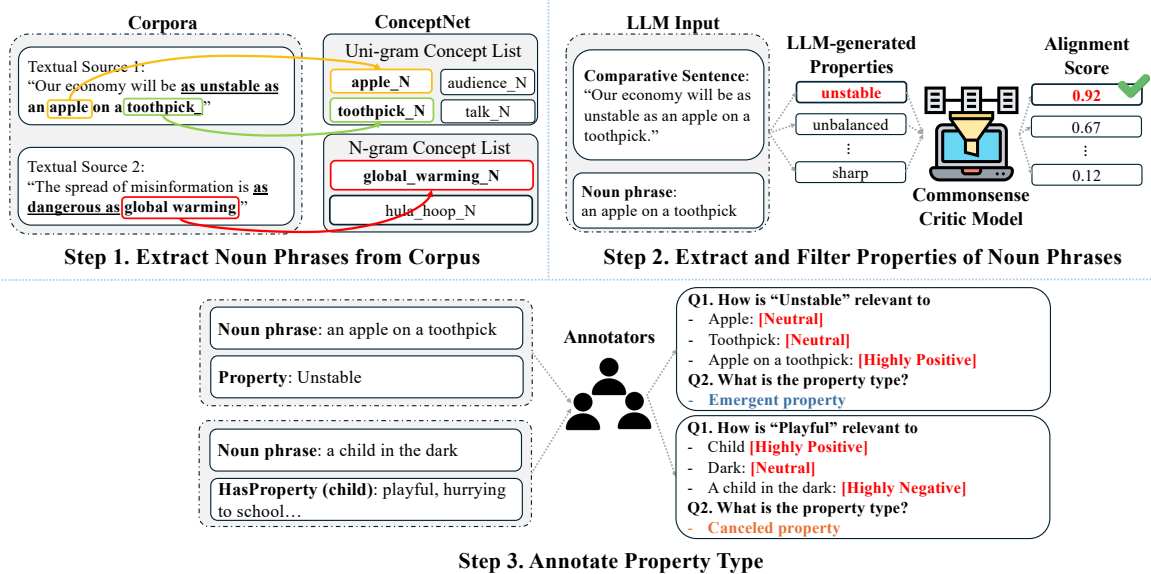 Corpora
Textual Source 1:
“Our economy will be as unstable as
an apple on a toothpick ”
Textual Source 2:
“The spread of misinformation is as
dangerous as global warming ”
ConceptNet
Uni-gram Concept List
apple_N
audience_N
toothpick_N
talk_N
N-gram Concept List
global_warming_N
hula_hoop_N
Step 1. Extract Noun Phrases from Corpus
LLM Input
Comparative Sentence:
“Our economy will be as
unstable as an apple on a
toothpick.”
Noun phrase:
an apple on a toothpick
LLM-generated
Properties
unstable
unbalanced
⋮
sharp
Commonsense
Critic Model
Alignment
Score
0.92
0.67
⋮
0.12
Step 2. Extract and Filter Properties of Noun Phrases
Noun phrase: an apple on a toothpick
Property: Unstable
Noun phrase: a child in the dark
HasProperty (child): playful, hurrying
to school…
Annotators
Q1. How is “Unstable” relevant to
- Apple: [Neutral]
- Toothpick: [Neutral]
- Apple on a toothpick: [Highly Positive]
Q2. What is the property type?
- Emergent property
Q1. How is “Playful” relevant to
- Child [Highly Positive]
- Dark: [Neutral]
- A child in the dark: [Highly Negative]
Q2. What is the property type?
- Canceled property
Step 3. Annotate Property Type